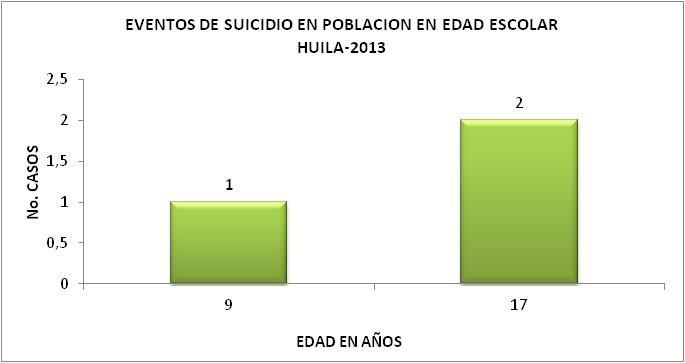 EVENTOS DE SUICIDIO EN POBLACION EN EDAD ESCOLAR
HUILA-2013
No. CASOS
2,5
2
1,5
1
0,5
0
1
2
9
17
EDAD EN AÑOS